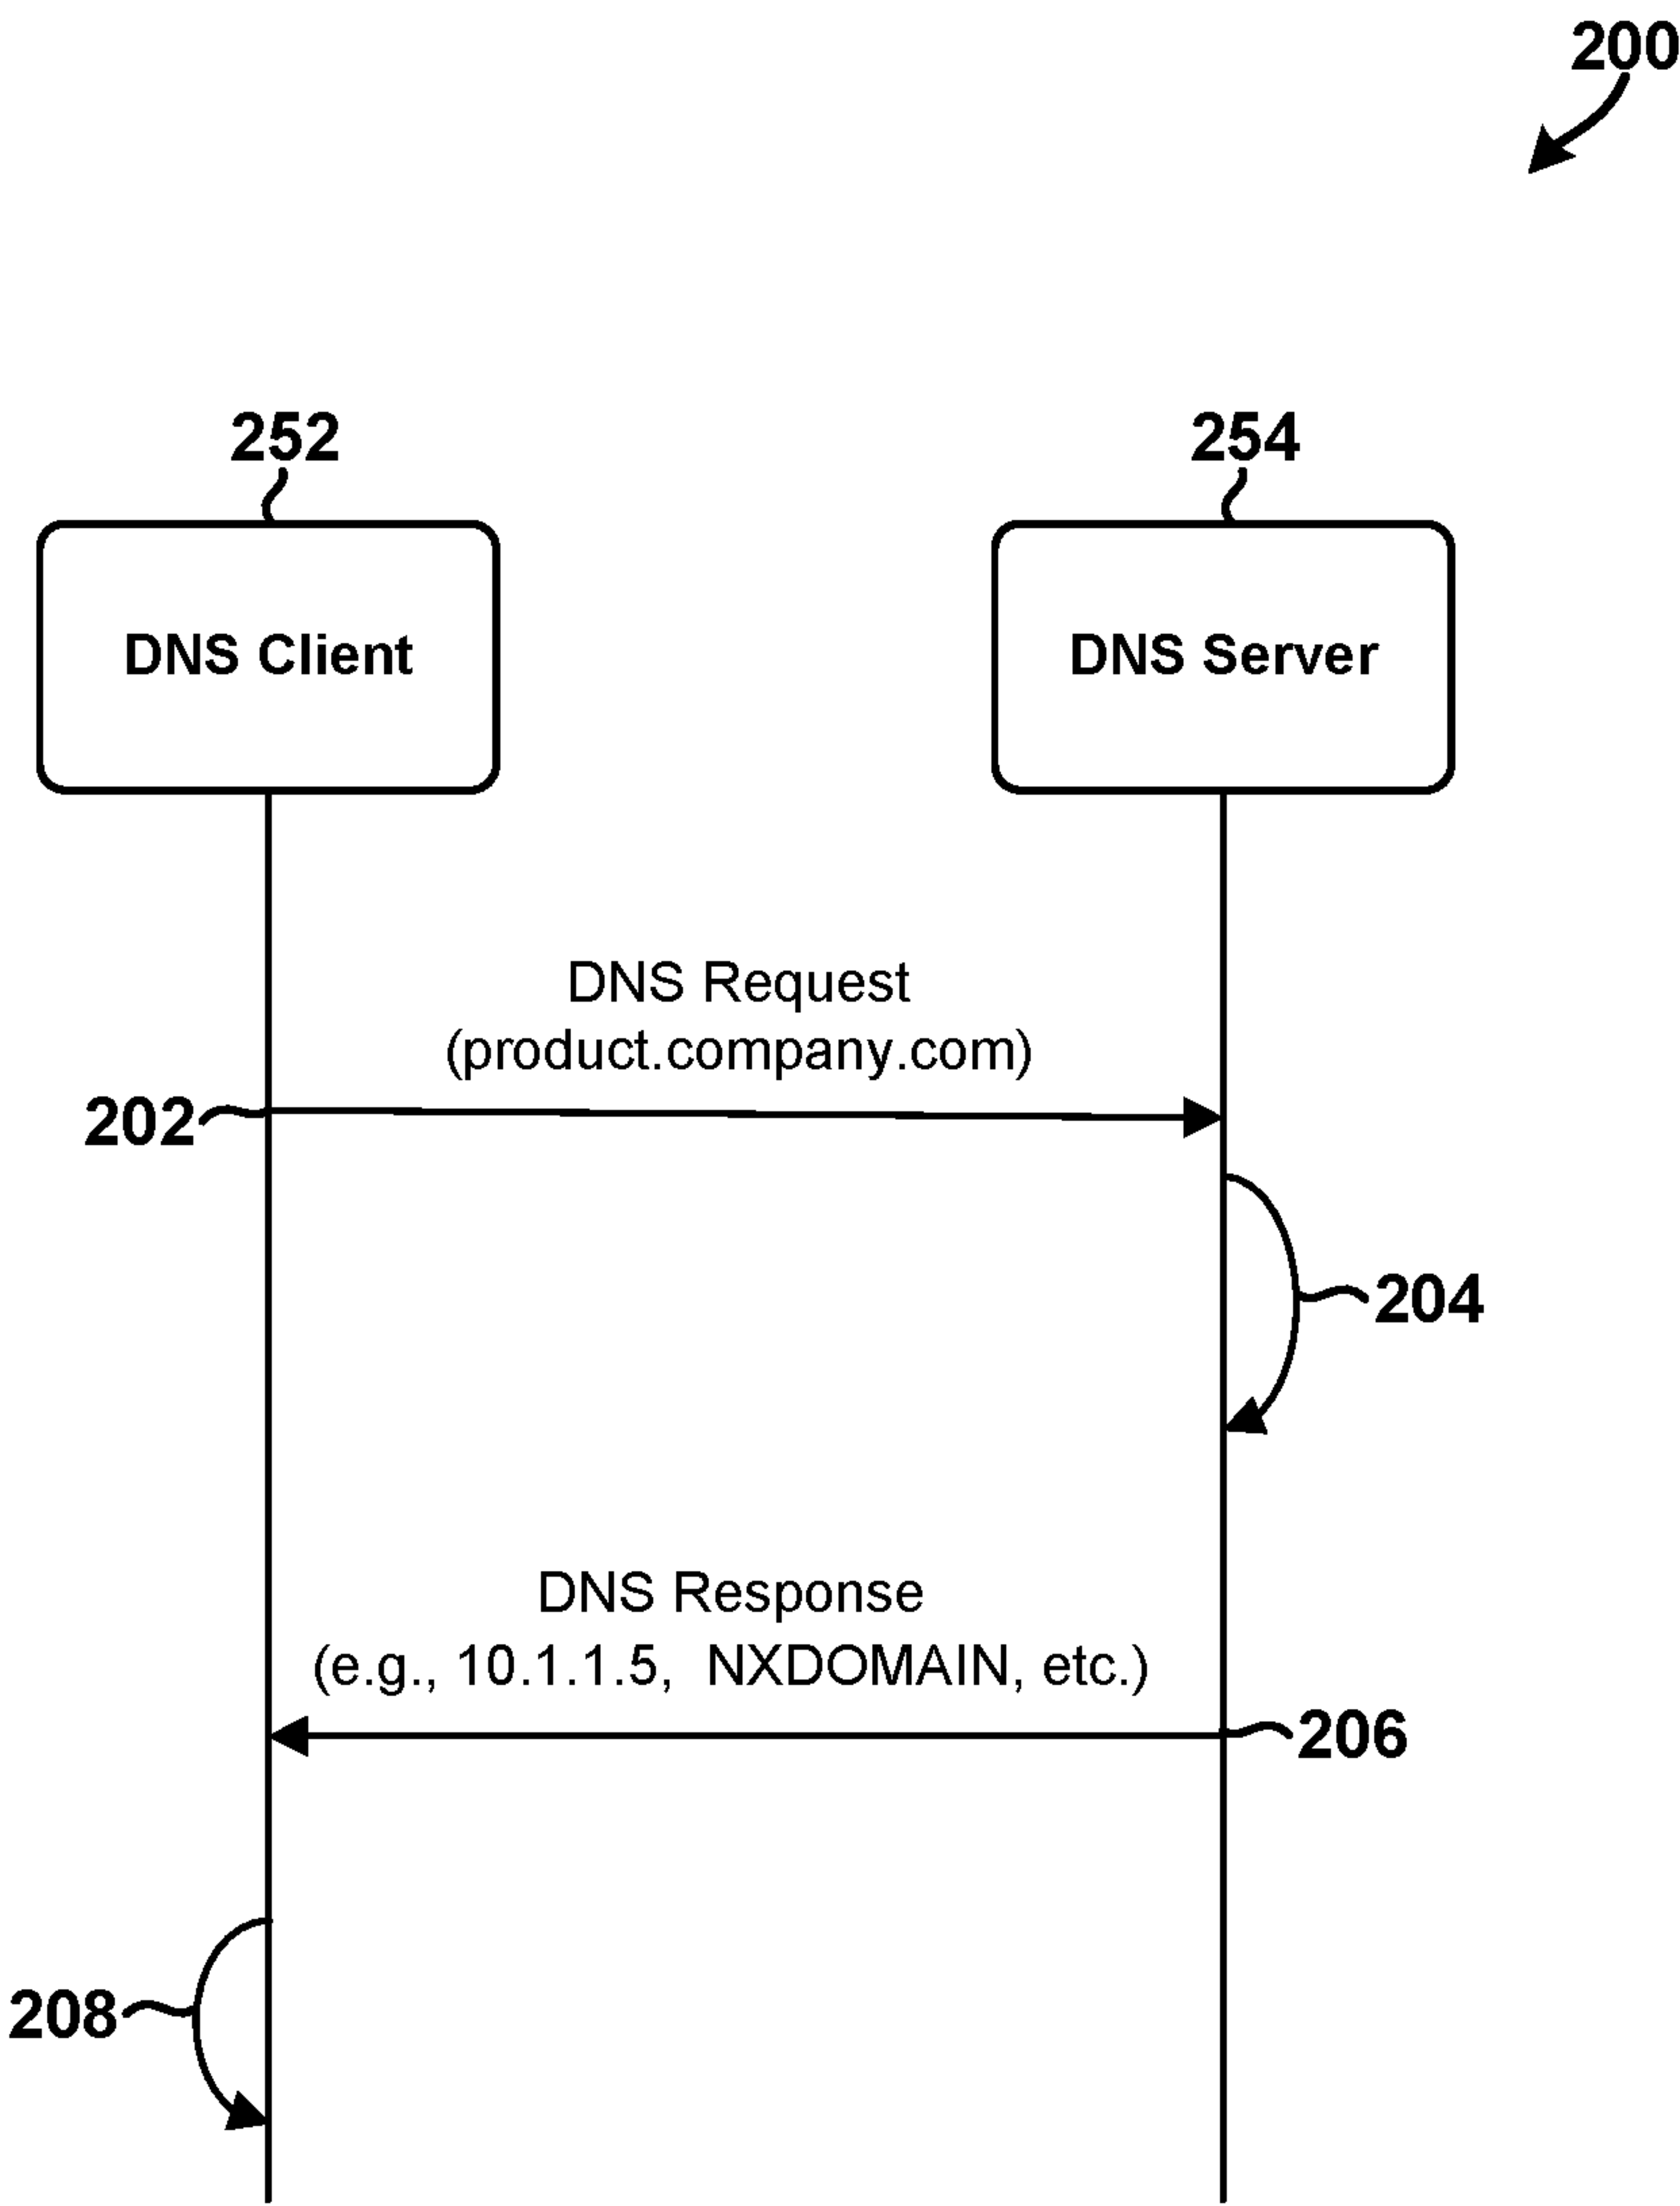 200
252
254
DNS Client
DNS Server
DNS Request
(product.company.com)
202
204
DNS Response
(e.g., 10.1.1.5, NXDOMAIN, etc.)
206
208